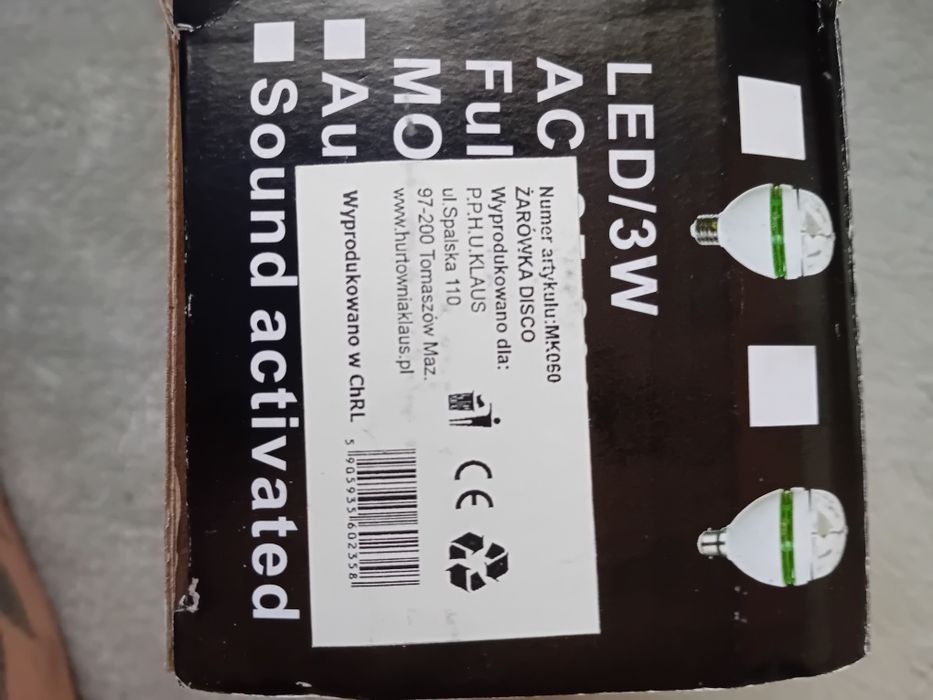 LED/3W
AC
Ful
MO
Au
Sound activated
Numer artykułu:MK060
ŻARÓWKA DISCO
Wyprodukowano dla:
P.P.H.U.KLAUS
ul.Spalska 110
97-200 Tomaszów Maz.
www.hurtowniaklaus.pl
Wyprodukowano w ChRL
CE
5 905935 602358